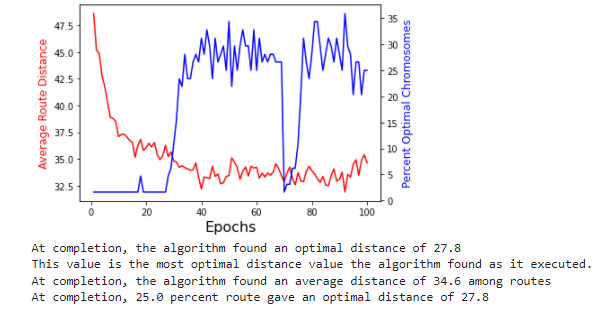 47.5
45.0
42.5
40.0
37.5
35.0
32.5
Average Route Distance
35
30
25
20
15
10
5
0
Percent Optimal Chromosomes
0 20 40 60 80 100
Epochs
At completion, the algorithm found an optimal distance of 27.8
This value is the most optimal distance value the algorithm found as it executed.
At completion, the algorithm found an average distance of 34.6 among routes
At completion, 25.0 percent route gave an optimal distance of 27.8